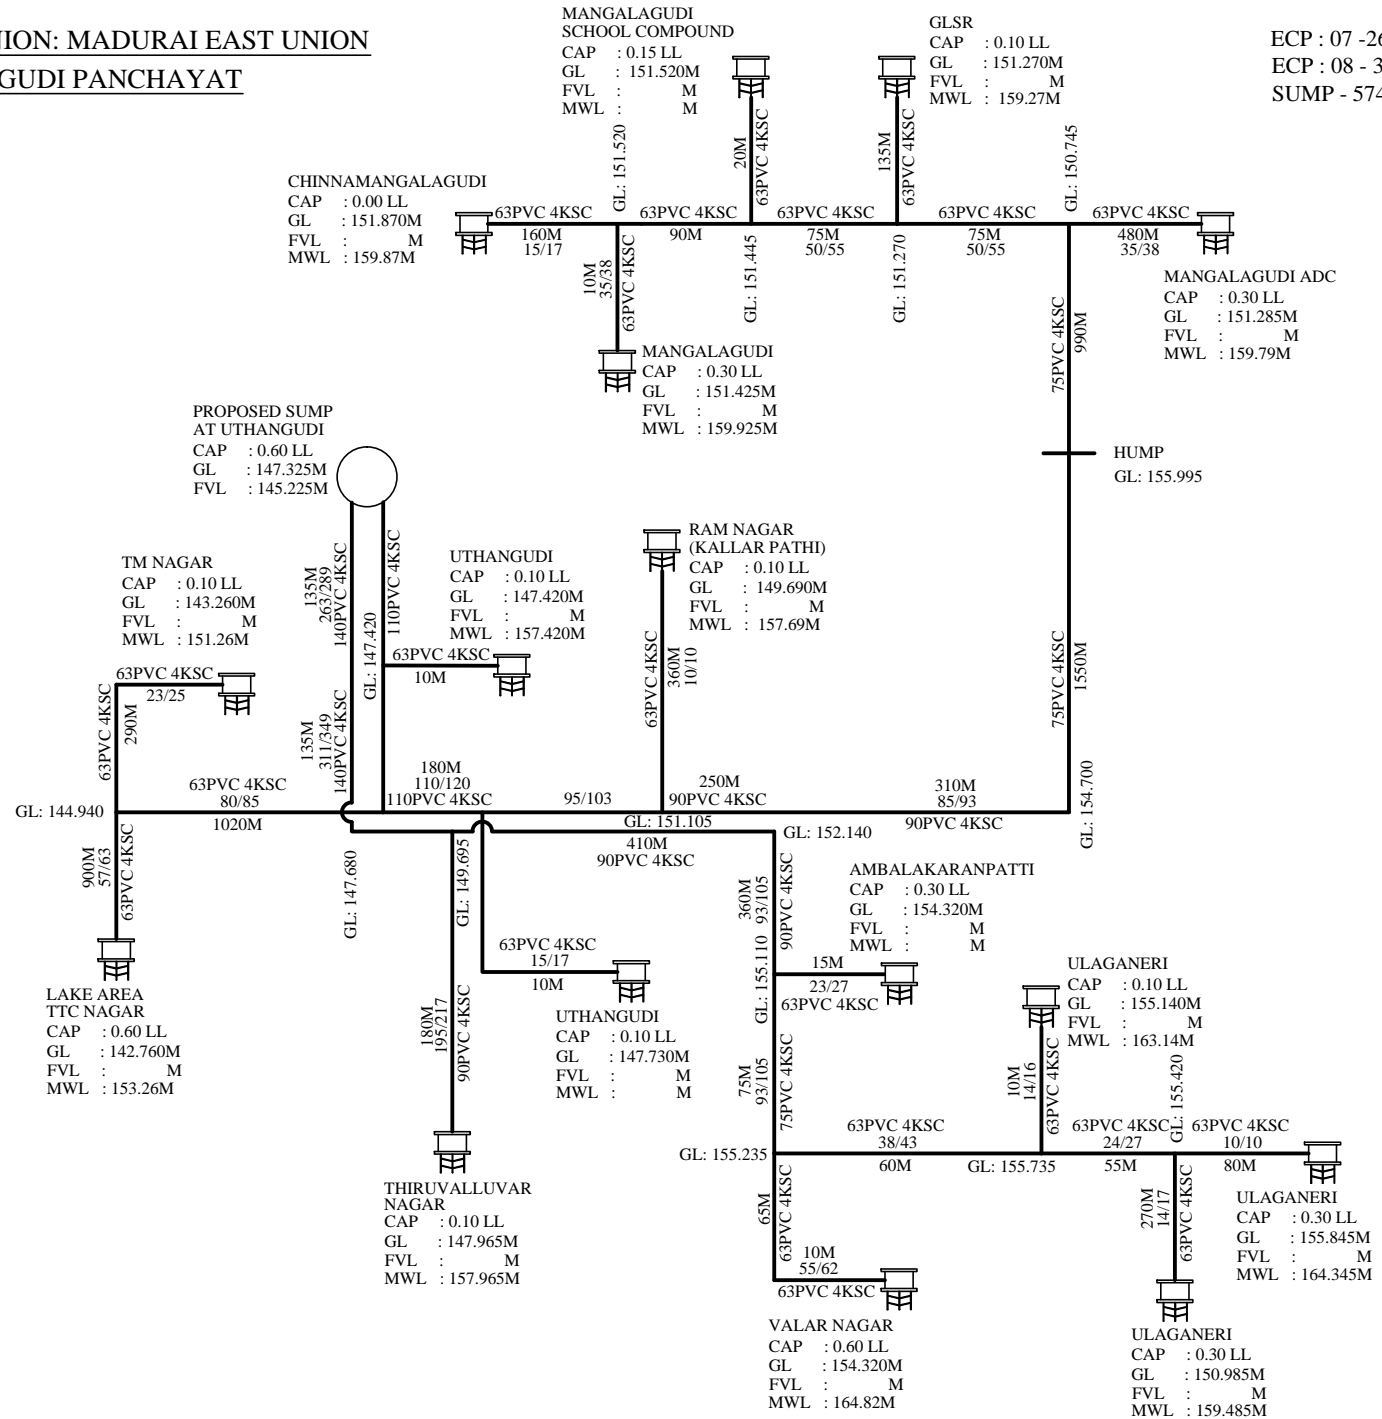 NION: MADURAI EAST UNION
GUDI PANCHAYAT
ECP : 07 -26
ECP : 08 - 3
SUMP - 574
MANGALAGUDI
SCHOOL COMPOUND
CAP : 0.15 LL
GL : 151.520M
FVL : M
MWL : M
GLSR
CAP : 0.10 LL
GL : 151.270M
FVL : M
MWL : 159.27M
CHINNAMANGALAGUDI
CAP : 0.00 LL
GL : 151.870M
FVL : M
MWL : 159.87M
GL: 151.520
20M
63PVC 4KSC
135M
63PVC 4KSC
GL: 150.745
63PVC 4KSC
160M
15/17
63PVC 4KSC
90M
63PVC 4KSC
75M
50/55
63PVC 4KSC
75M
50/55
63PVC 4KSC
480M
35/38
10M
35/38
63PVC 4KSC
GL: 151.445
GL: 151.270
MANGALAGUDI ADC
CAP : 0.30 LL
GL : 151.285M
FVL : M
MWL : 159.79M
75PVC 4KSC
990M
MANGALAGUDI
CAP : 0.30 LL
GL : 151.425M
FVL : M
MWL : 159.925M
PROPOSED SUMP
AT UTHANGUDI
CAP : 0.60 LL
GL : 147.325M
FVL : 145.225M
HUMP
GL: 155.995
135M
263/289
140PVC 4KSC
GL: 147.420
110PVC 4KSC
TM NAGAR
CAP : 0.10 LL
GL : 143.260M
FVL : M
MWL : 151.26M
UTHANGUDI
CAP : 0.10 LL
GL : 147.420M
FVL : M
MWL : 157.420M
RAM NAGAR
(KALLAR PATHI)
CAP : 0.10 LL
GL : 149.690M
FVL : M
MWL : 157.69M
63PVC 4KSC
10M
63PVC 4KSC
23/25
63PVC 4KSC
290M
135M
311/349
140PVC 4KSC
63PVC 4KSC
360M
10/10
75PVC 4KSC
1550M
GL: 144.940
63PVC 4KSC
80/85
1020M
180M
110/120
110PVC 4KSC
95/103
250M
90PVC 4KSC
310M
85/93
90PVC 4KSC
GL: 154.700
GL: 151.105
410M
90PVC 4KSC
GL: 152.140
900M
57/63
63PVC 4KSC
GL: 147.680
GL: 149.695
360M
93/105
90PVC 4KSC
AMBALAKARANPATTI
CAP : 0.30 LL
GL : 154.320M
FVL : M
MWL : M
63PVC 4KSC
15/17
10M
GL: 155.110
15M
23/27
63PVC 4KSC
LAKE AREA
TTC NAGAR
CAP : 0.60 LL
GL : 142.760M
FVL : M
MWL : 153.26M
180M
195/217
90PVC 4KSC
UTHANGUDI
CAP : 0.10 LL
GL : 147.730M
FVL : M
MWL : M
ULAGANERI
CAP : 0.10 LL
GL : 155.140M
FVL : M
MWL : 163.14M
75M
93/105
75PVC 4KSC
10M
14/16
63PVC 4KSC
GL: 155.420
GL: 155.235
63PVC 4KSC
38/43
60M
GL: 155.735
63PVC 4KSC
24/27
55M
63PVC 4KSC
10/10
80M
THIRUVALLUVAR
NAGAR
CAP : 0.10 LL
GL : 147.965M
FVL : M
MWL : 157.965M
65M
63PVC 4KSC
10M
55/62
63PVC 4KSC
270M
14/17
63PVC 4KSC
ULAGANERI
CAP : 0.30 LL
GL : 155.845M
FVL : M
MWL : 164.345M
VALAR NAGAR
CAP : 0.60 LL
GL : 154.320M
FVL : M
MWL : 164.82M
ULAGANERI
CAP : 0.30 LL
GL : 150.985M
FVL : M
MWL : 159.485M